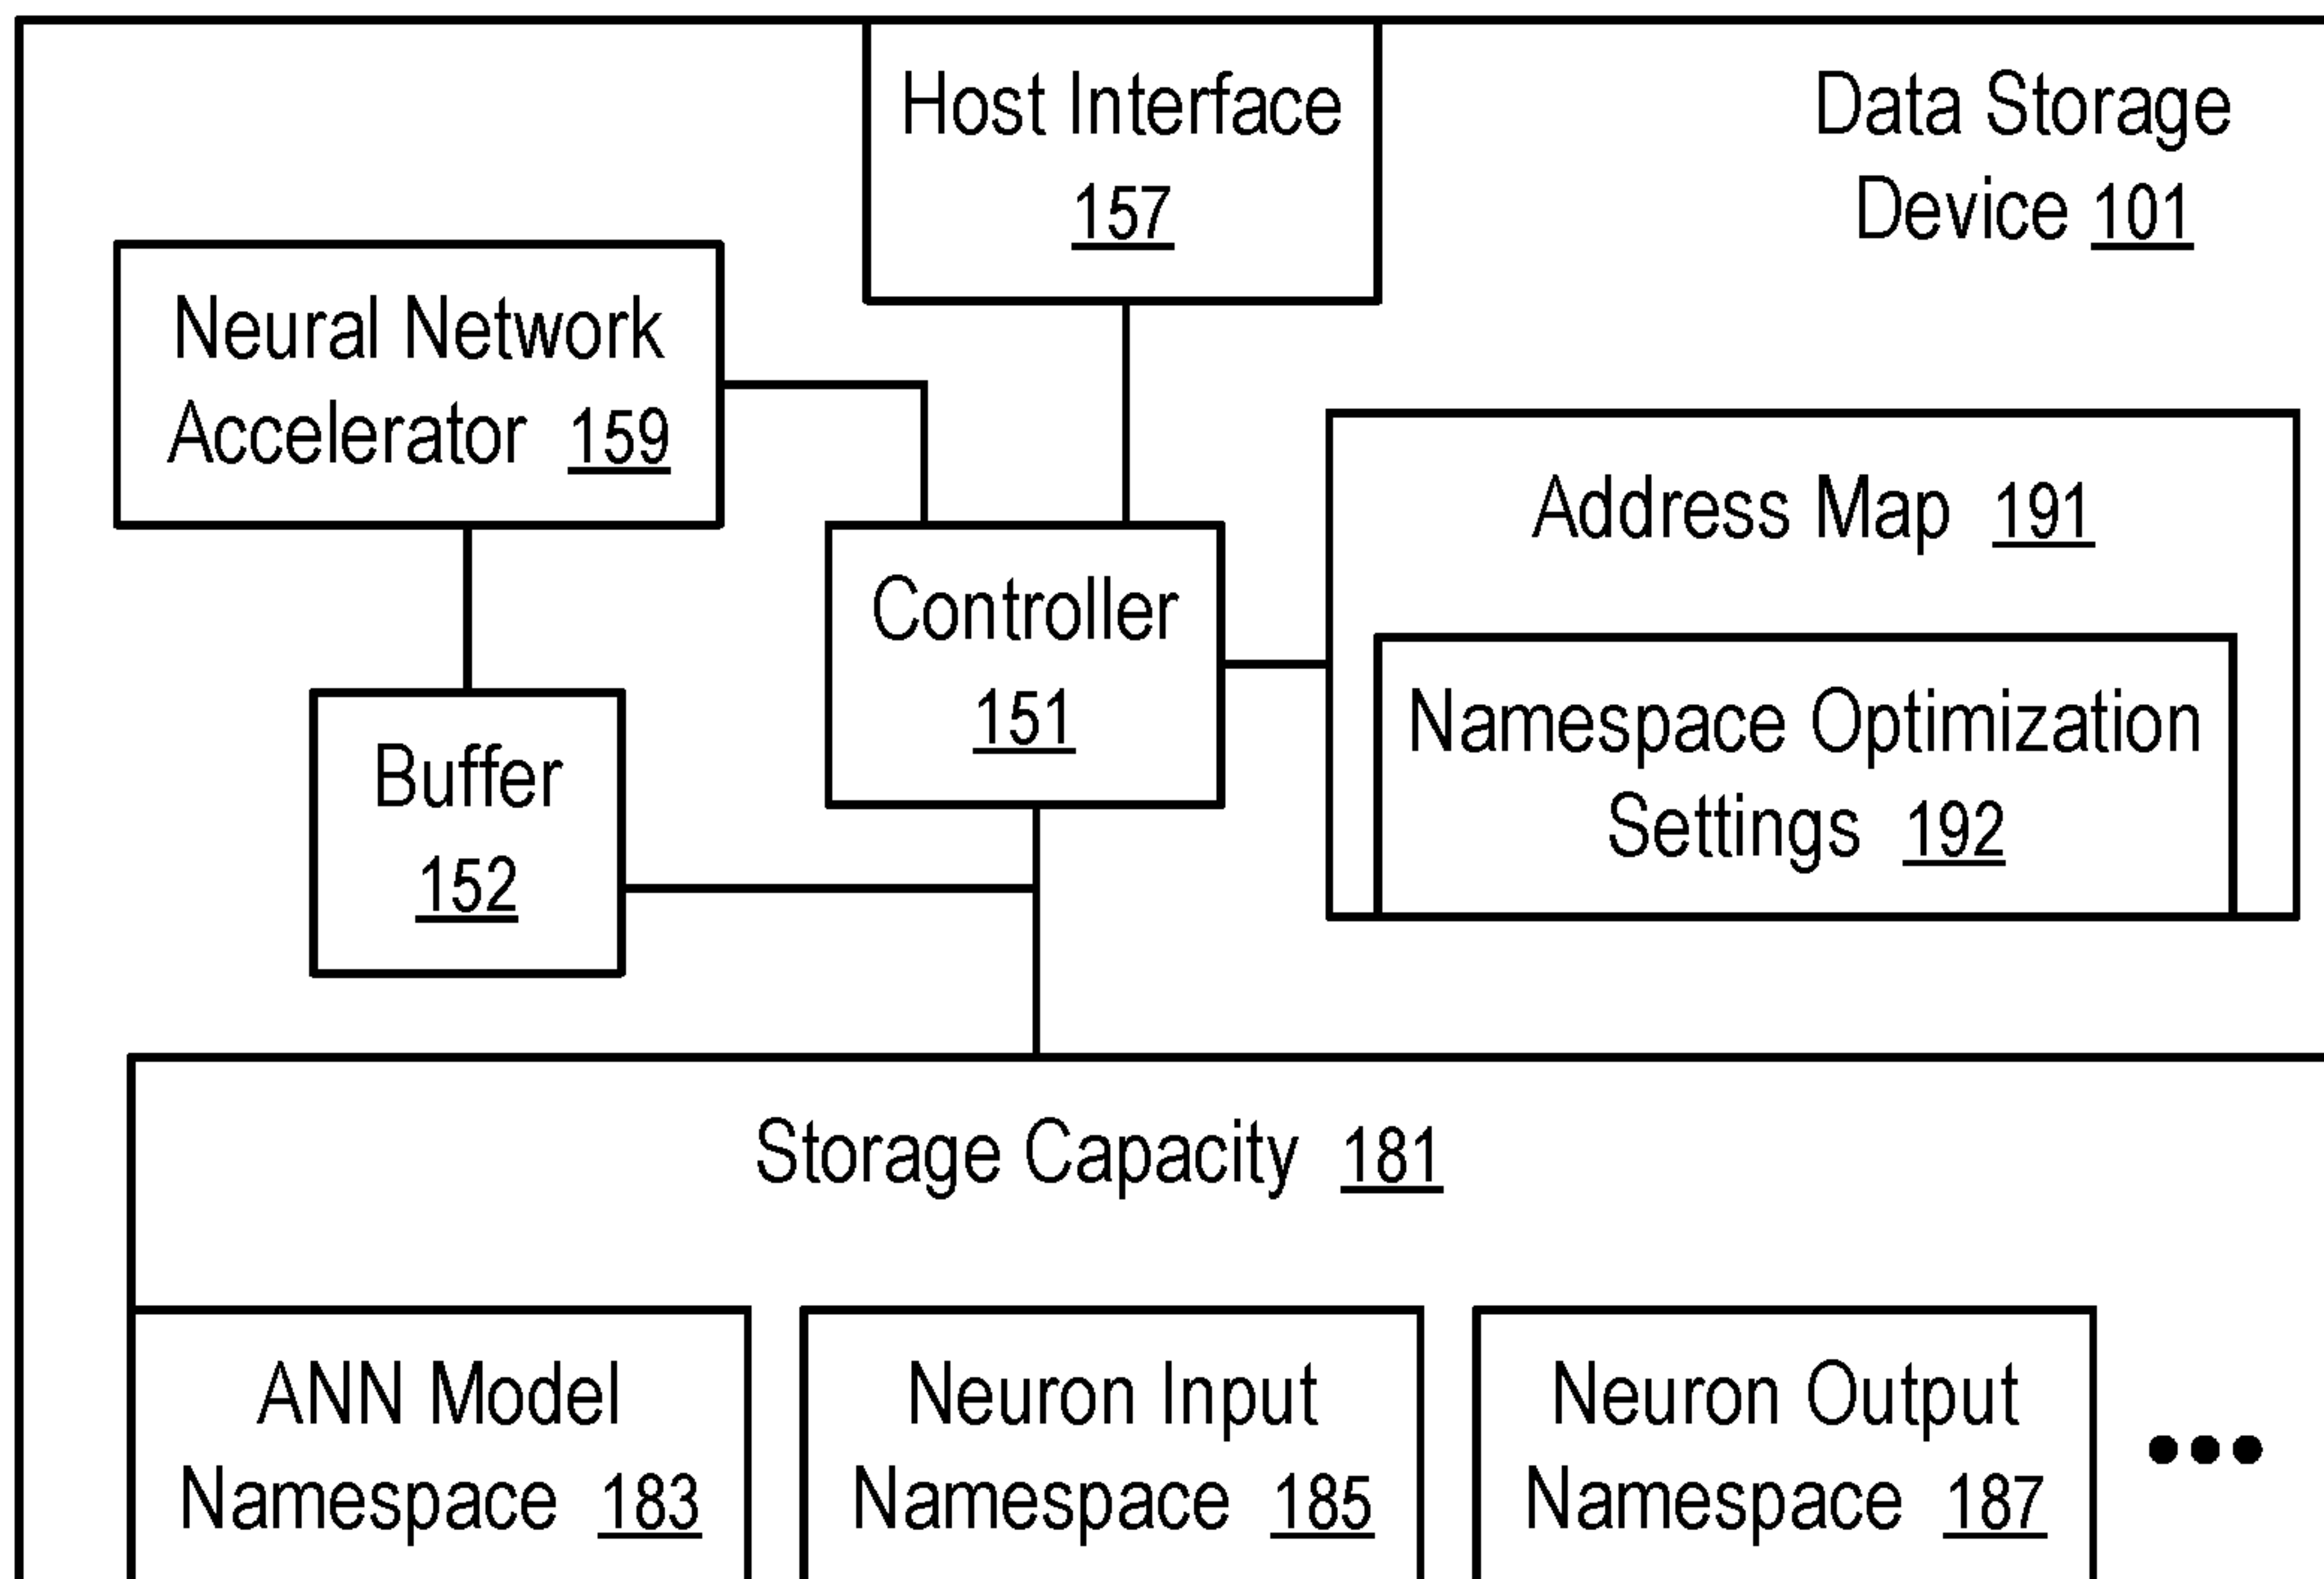 Host Interface
157
Data Storage
Device 101
Neural Network
Accelerator 159
Address Map 191
Controller
151
Namespace Optimization
Settings 192
Buffer
152
Storage Capacity 181
ANN Model
Namespace 183
Neuron Input
Namespace 185
Neuron Output
Namespace 187